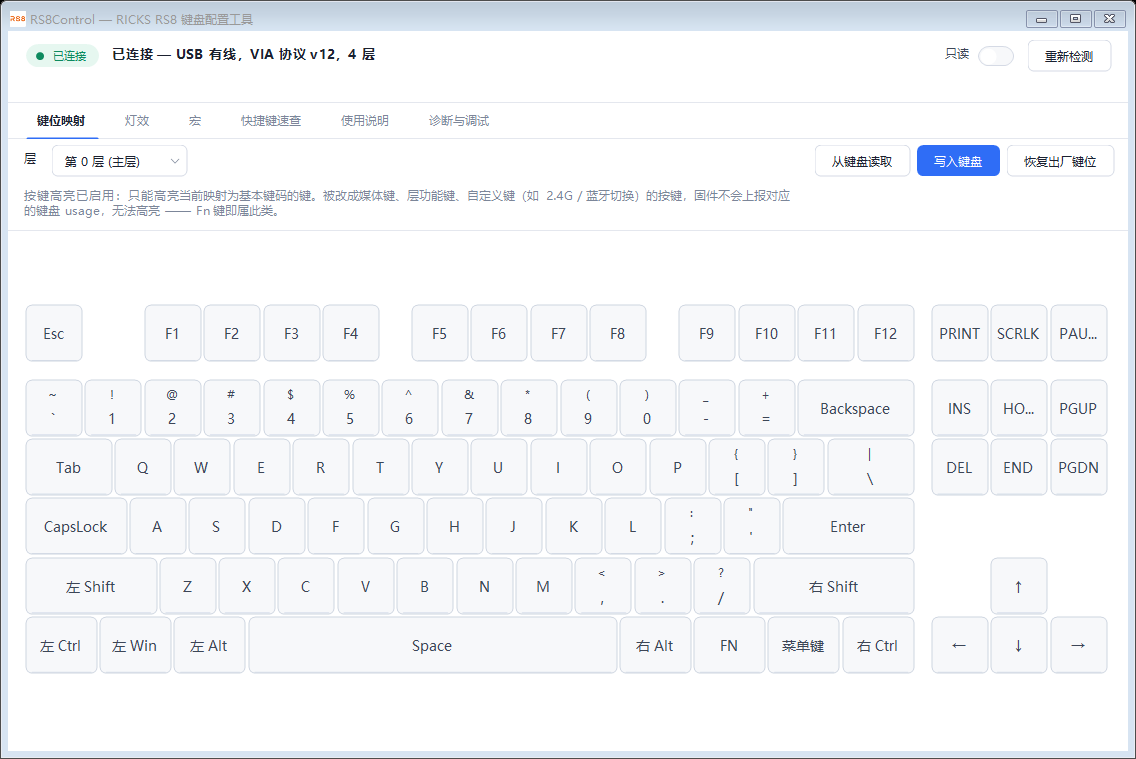 RS8 RS8Control — RICKS RS8 键盘配置工具
已连接 已连接 — USB 有线，VIA 协议 v12，4 层 只读 重新检测
键位映射 灯效 宏 快捷键速查 使用说明 诊断与调试
层 第 0 层 (主层) 从键盘读取 写入键盘 恢复出厂键位
按键高亮已启用：只能高亮当前映射为基本键码的键。被改成媒体键、层功能键、自定义键（如 2.4G / 蓝牙切换）的按键，固件不会上报对应
的键盘 usage，无法高亮 —— Fn 键即属此类。
Esc F1 F2 F3 F4 F5 F6 F7 F8 F9 F10 F11 F12 PRINT SCRLK PAU...
~ ! @ # $ % ^ & * ( ) _ +
` 1 2 3 4 5 6 7 8 9 0 - = Backspace INS HO... PGUP
Tab Q W E R T Y U I O P { } |
[ ] \ DEL END PGDN
CapsLock A S D F G H J K L : "
; ' Enter
左 Shift Z X C V B N M < > ?
, . / 右 Shift ↑
左 Ctrl 左 Win 左 Alt Space 右 Alt FN 菜单键 右 Ctrl ← ↓ →